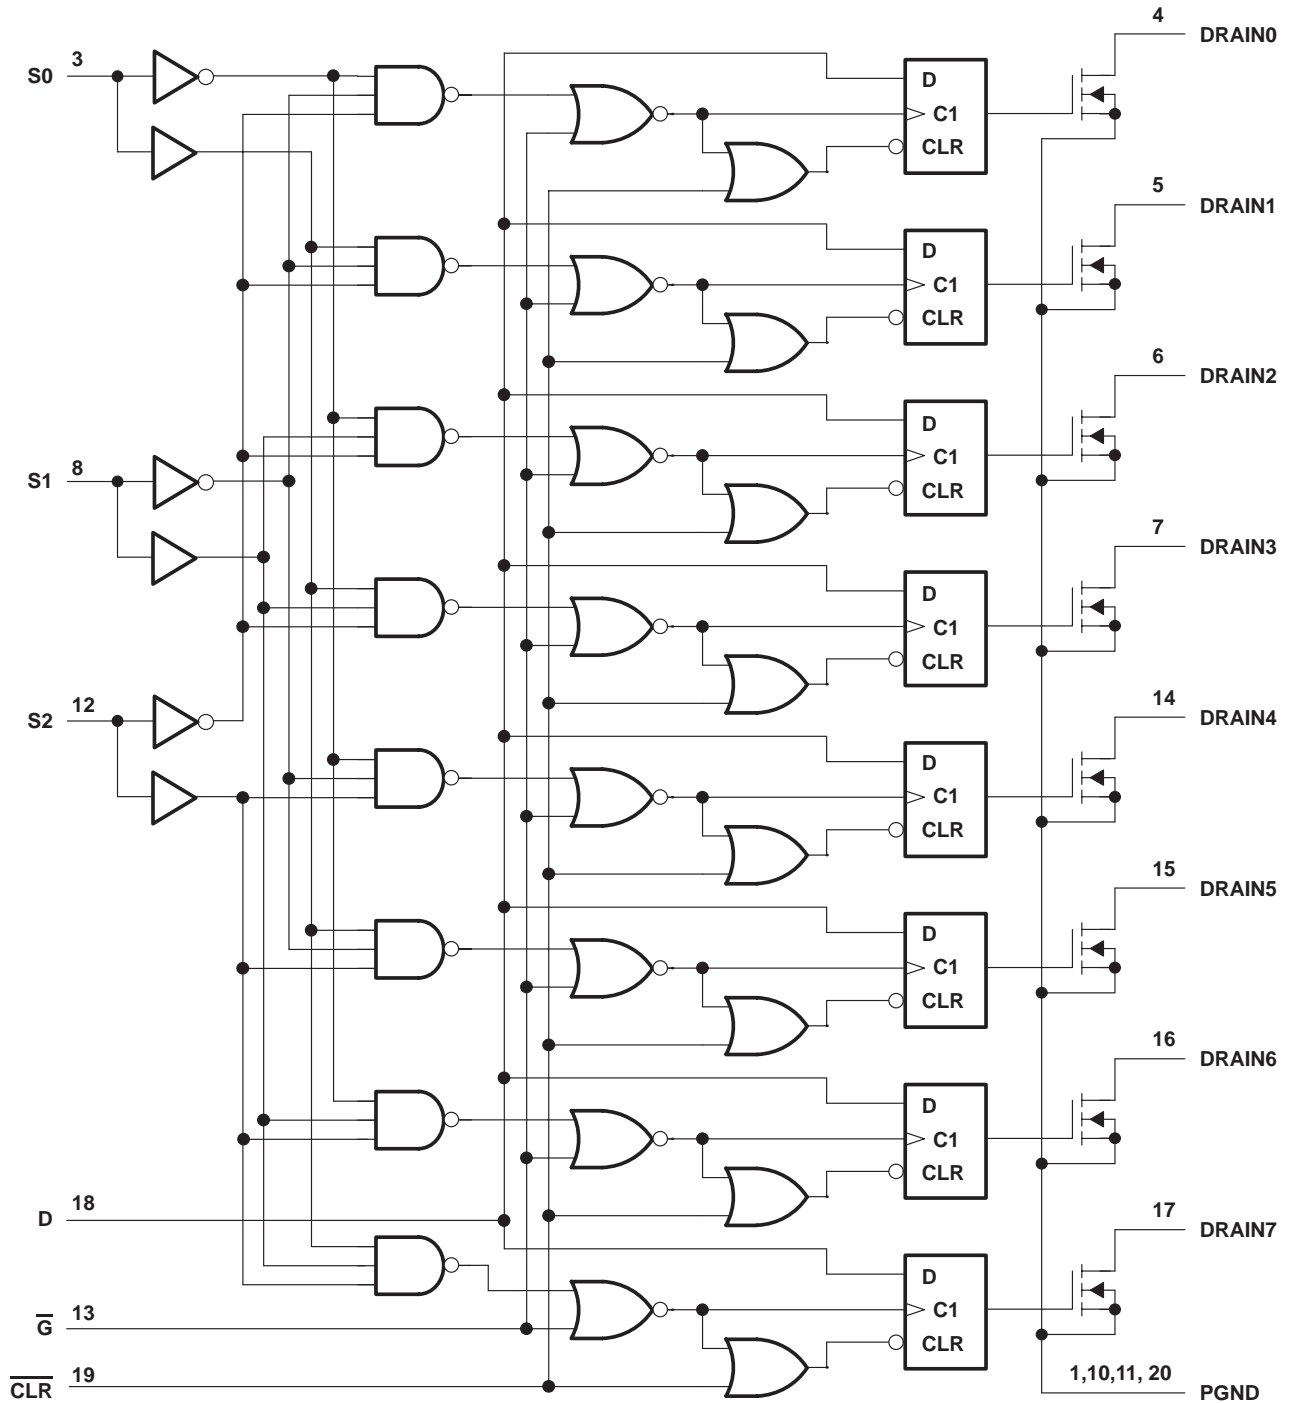 4
DRAIN0
S0 3
D
C1
CLR
5
DRAIN1
D
C1
CLR
6
DRAIN2
D
C1
CLR
S1 8
7
DRAIN3
D
C1
CLR
S2 12
14
DRAIN4
D
C1
CLR
15
DRAIN5
D
C1
CLR
16
DRAIN6
D
C1
CLR
D 18
17
DRAIN7
D
C1
CLR
G̅ 13
C̅L̅R̅ 19
1,10,11, 20
PGND